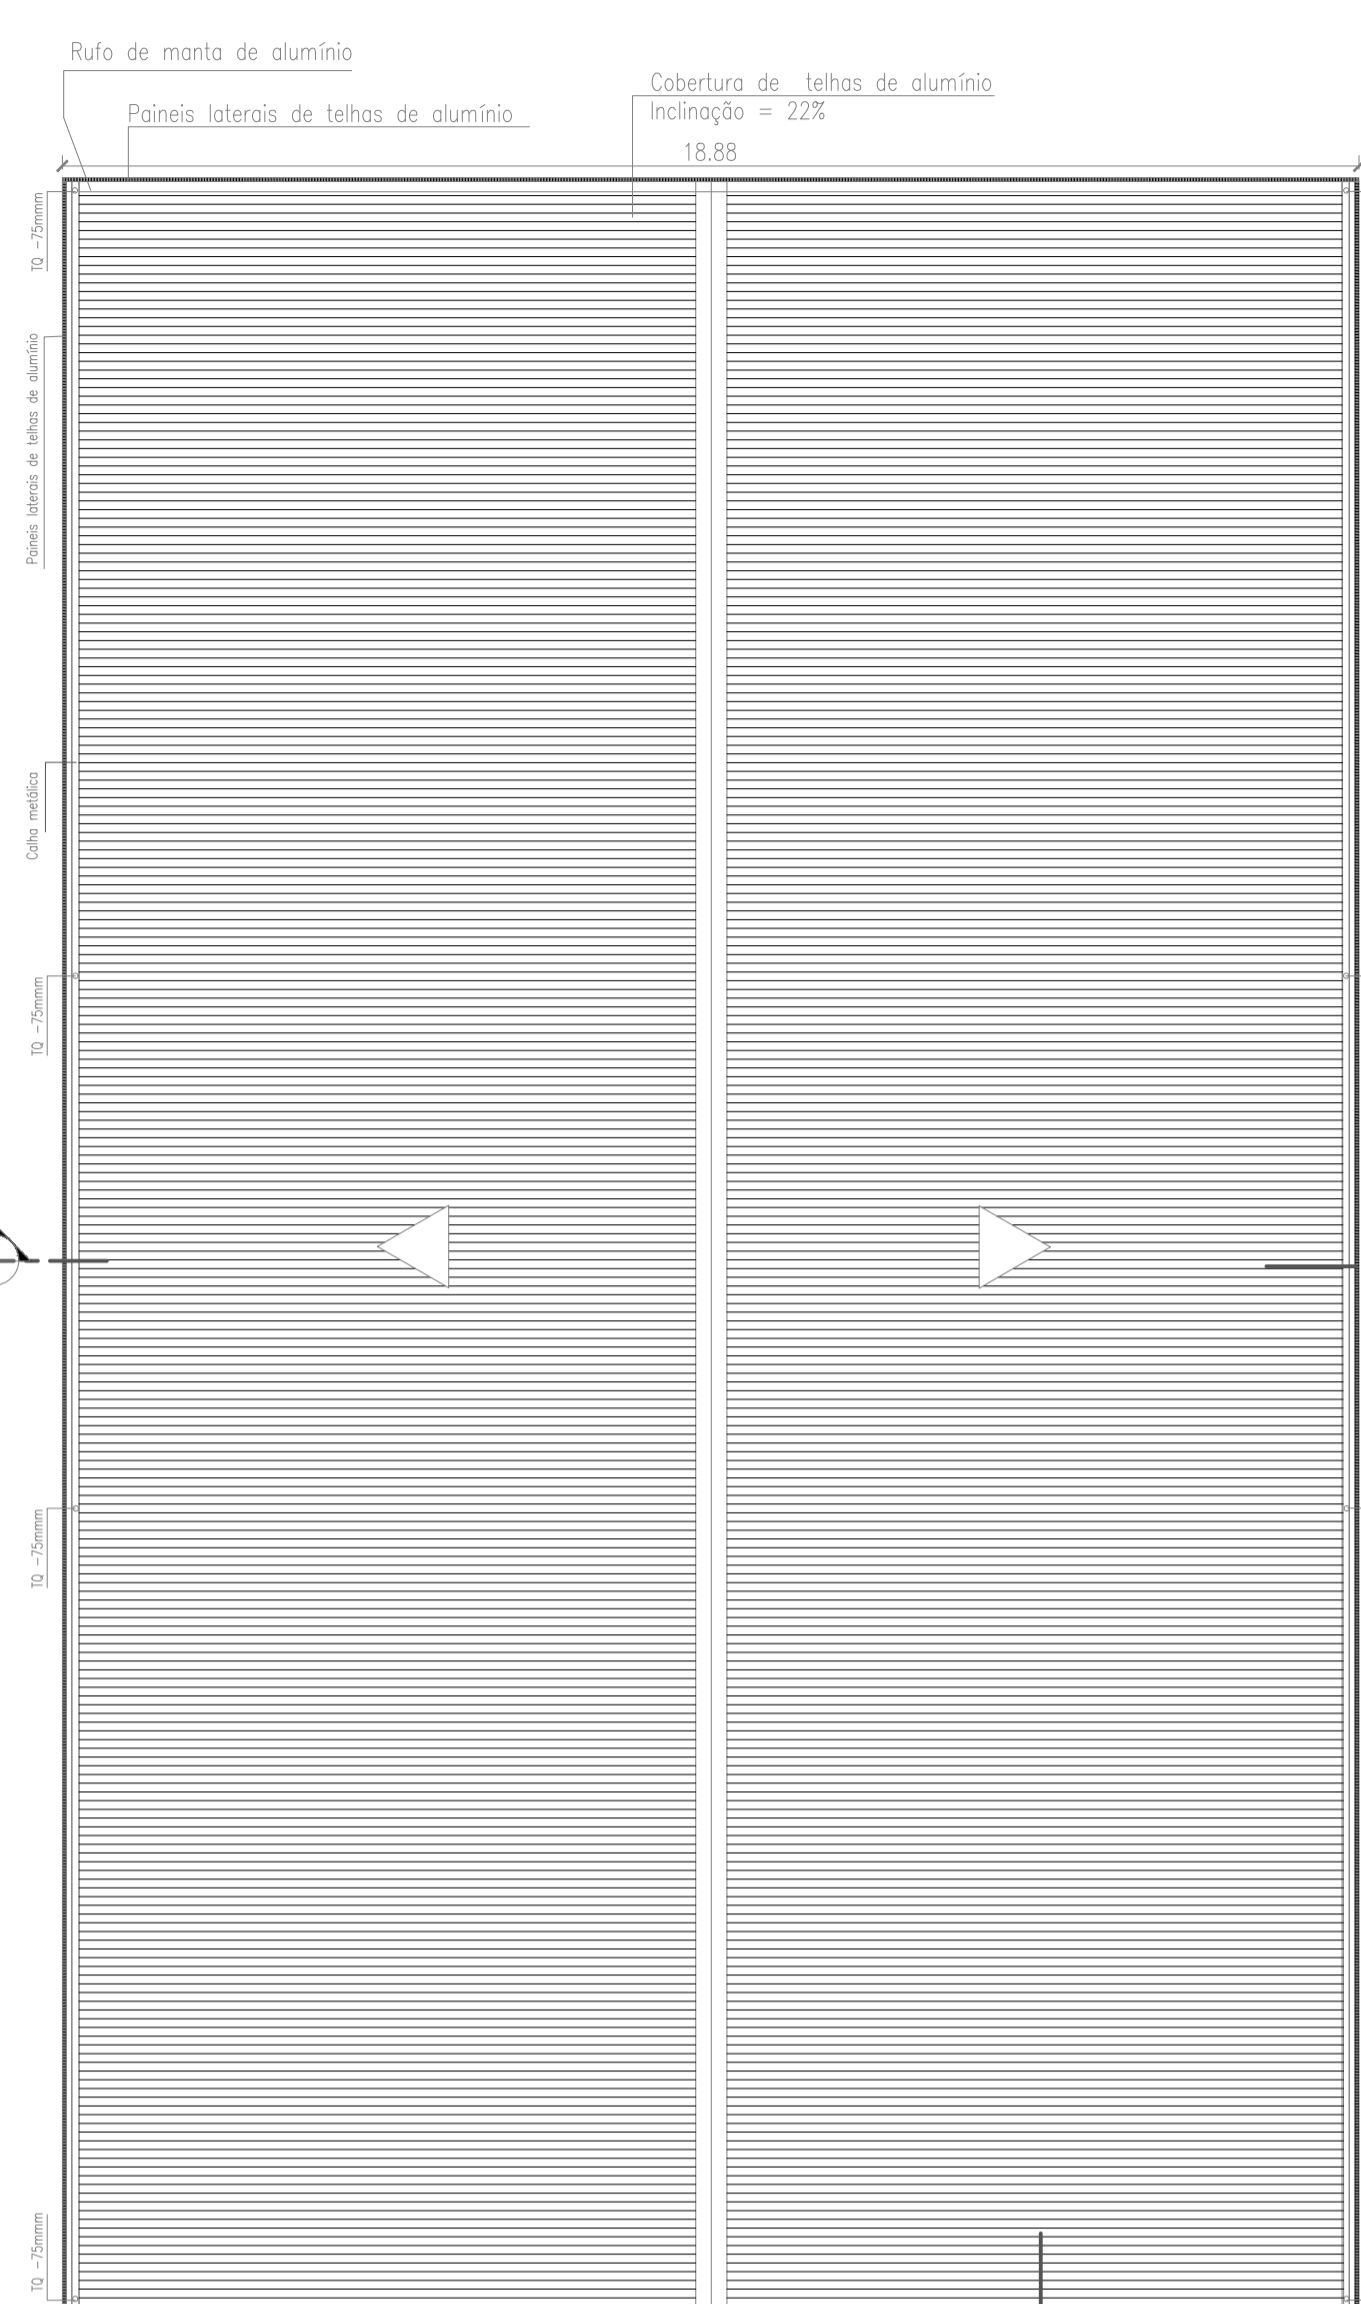 Rufo de manta de alumínio
Cobertura de telhas de alumínio
Inclinação = 22%
Paineis laterais de telhas de alumínio
18.88
TQ -75mmm
Paineis laterais de telhas de alumínio
Calha metálica
TQ -75mmm
TQ -75mmm
TQ -75mmm